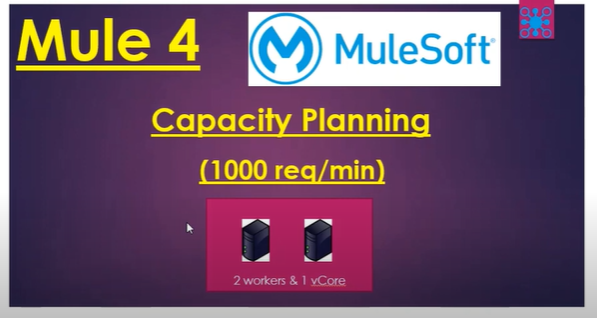 Mule 4
MuleSoft
Capacity Planning
(1000 req/min)
2 workers & 1 vCore